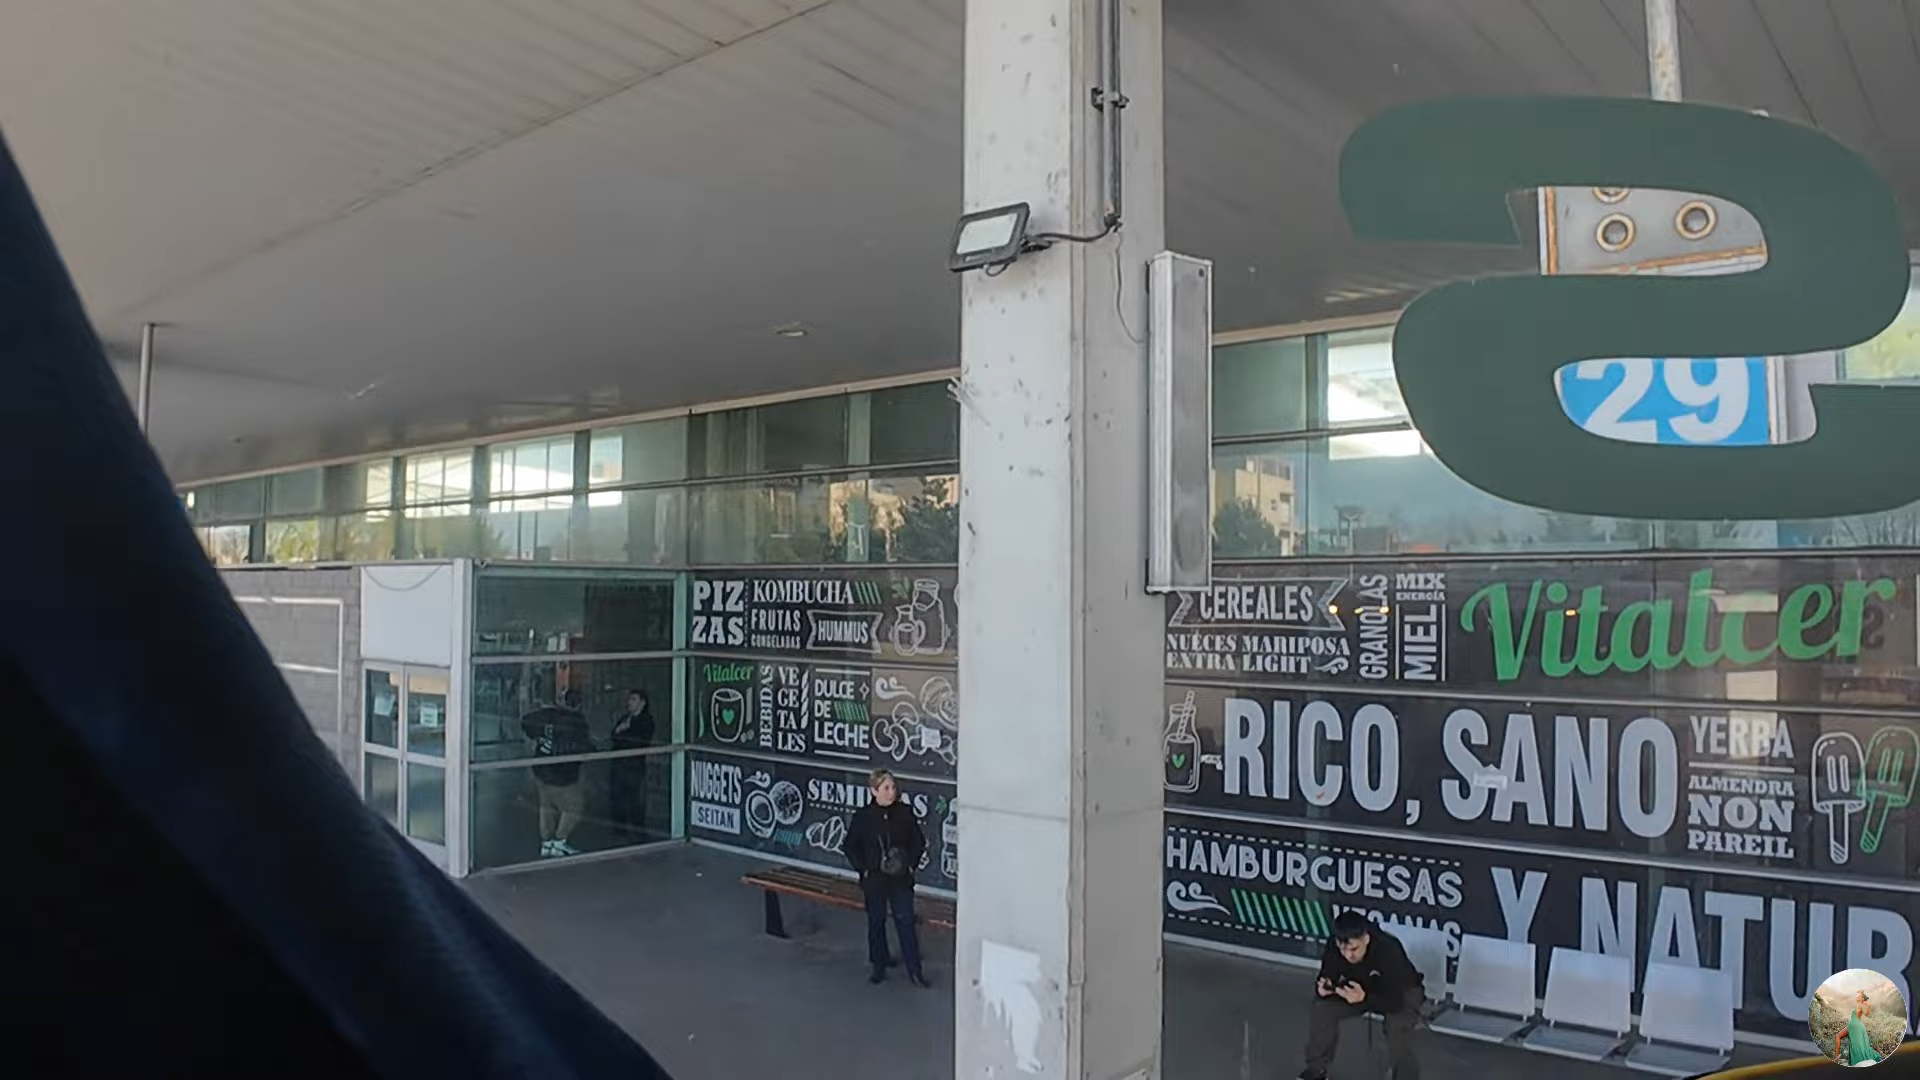 29
PIZ
ZAS
KOMBUCHA
FRUTAS
CONGELADAS
HUMMUS
Vitalcer
BEBIDAS
VE
GE
TA
LES
DULCE
DE
LECHE
NUGGETS
SEITAN
CEREALES
NUECES MARIPOSA
EXTRA LIGHT
GRANOLAS
MIX
ENERGÍA
MIEL
Vitalcer
RICO, SANO
YERBA
ALMENDRA
NON
PAREIL
HAMBURGUESAS
Y NATUR